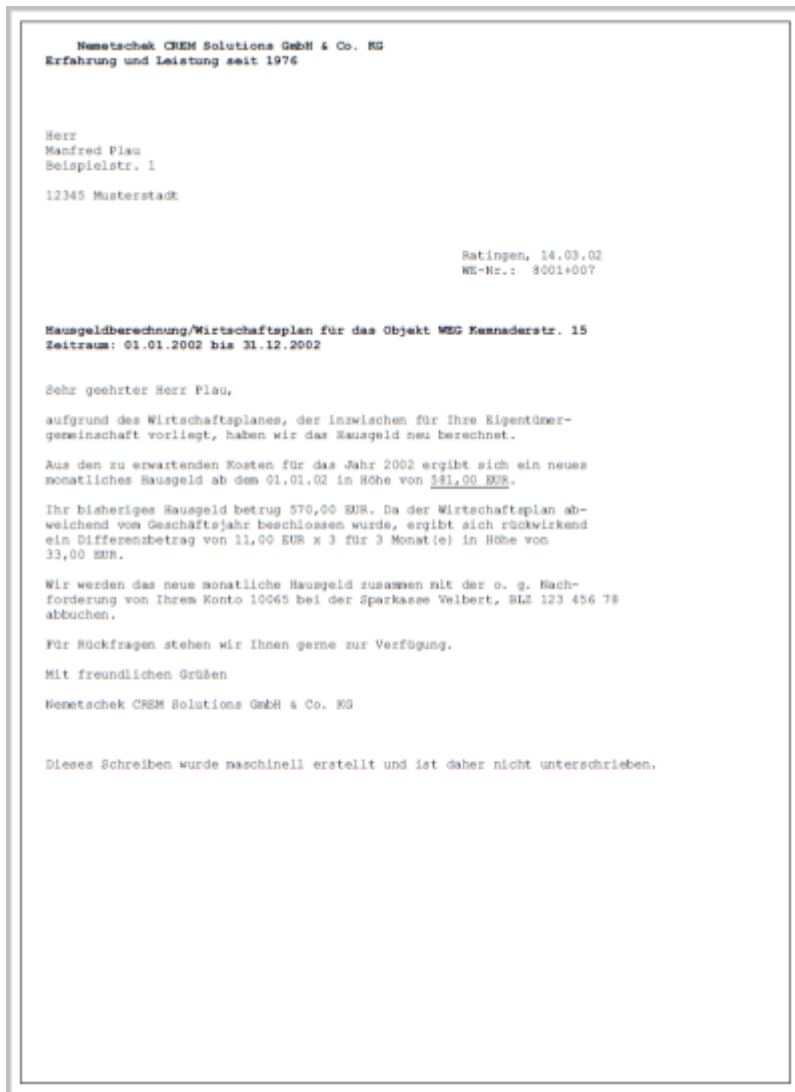 Nemetschek CREM Solutions GmbH & Co. KG
Erfahrung und Leistung seit 1976
Herr
Manfred Plau
Beispielstr. 1
12345 Musterstadt
Ratingen, 14.03.02
WE-Nr.: 8001+007
Hausgeldberechnung/Wirtschaftsplan für das Objekt WEG Kemnaderstr. 15
Zeitraum: 01.01.2002 bis 31.12.2002
Sehr geehrter Herr Plau,
aufgrund des Wirtschaftsplanes, der inzwischen für Ihre Eigentümer-
gemeinschaft vorliegt, haben wir das Hausgeld neu berechnet.
Aus den zu erwartenden Kosten für das Jahr 2002 ergibt sich ein neues
monatliches Hausgeld ab dem 01.01.02 in Höhe von 581,00 EUR.
Ihr bisheriges Hausgeld betrug 570,00 EUR. Da der Wirtschaftsplan ab-
weichend vom Geschäftsjahr beschlossen wurde, ergibt sich rückwirkend
ein Differenzbetrag von 11,00 EUR x 3 für 3 Monat(e) in Höhe von
33,00 EUR.
Wir werden das neue monatliche Hausgeld zusammen mit der o. g. Nach-
forderung von Ihrem Konto 10065 bei der Sparkasse Velbert, BLZ 123 456 78
abbuchen.
Für Rückfragen stehen wir Ihnen gerne zur Verfügung.
Mit freundlichen Grüßen
Nemetschek CREM Solutions GmbH & Co. KG
Dieses Schreiben wurde maschinell erstellt und ist daher nicht unterschrieben.